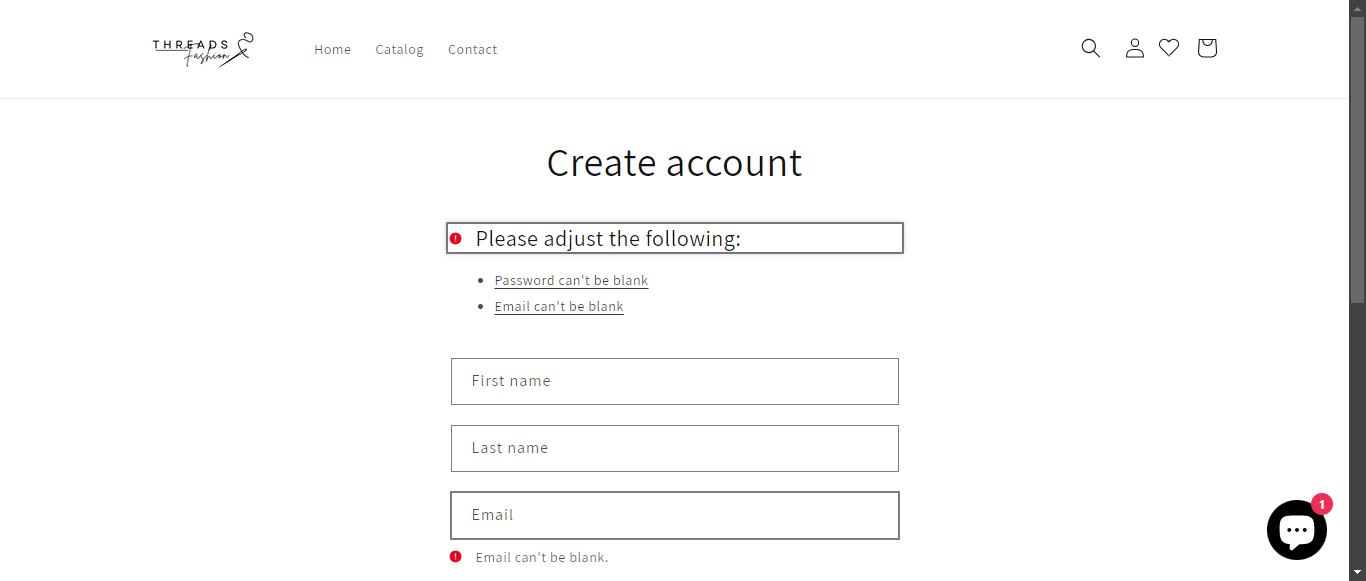 THREADS
Fashion
Home
Catalog
Contact
Create account
Please adjust the following:
Password can't be blank
Email can't be blank
First name
Last name
Email
Email can't be blank.
1